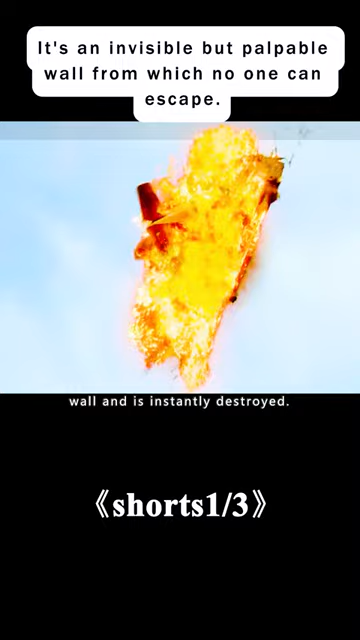 It's an invisible but palpable
wall from which no one can
escape.
wall and is instantly destroyed.
《shorts1/3》